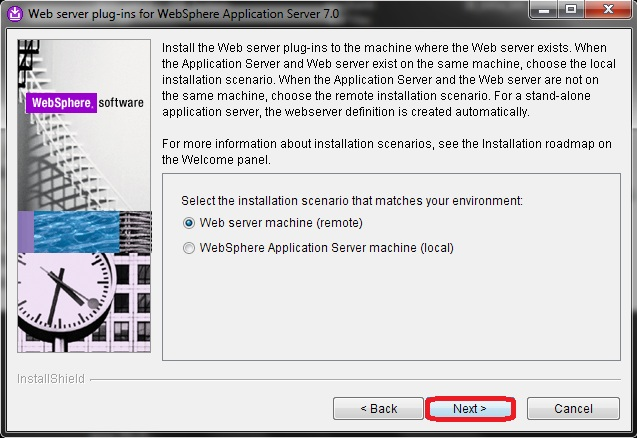 Web server plug-ins for WebSphere Application Server 7.0
WebSphere. software
Install the Web server plug-ins to the machine where the Web server exists. When
the Application Server and Web server exist on the same machine, choose the local
installation scenario. When the Application Server and the Web server are not on
the same machine, choose the remote installation scenario. For a stand-alone
application server, the webserver definition is created automatically.
For more information about installation scenarios, see the Installation roadmap on
the Welcome panel.
Select the installation scenario that matches your environment:
Web server machine (remote)
WebSphere Application Server machine (local)
InstallShield
< Back
Next >
Cancel